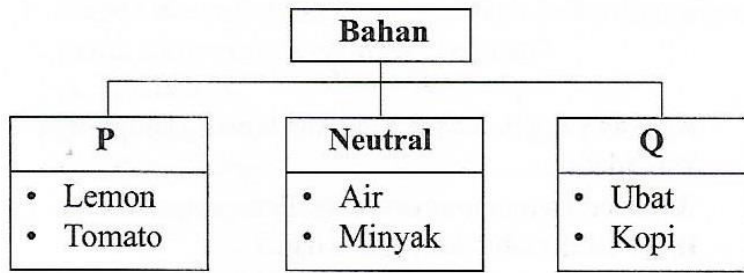 Bahan
P
• Lemon
• Tomato
Neutral
• Air
• Minyak
Q
• Ubat
• Kopi